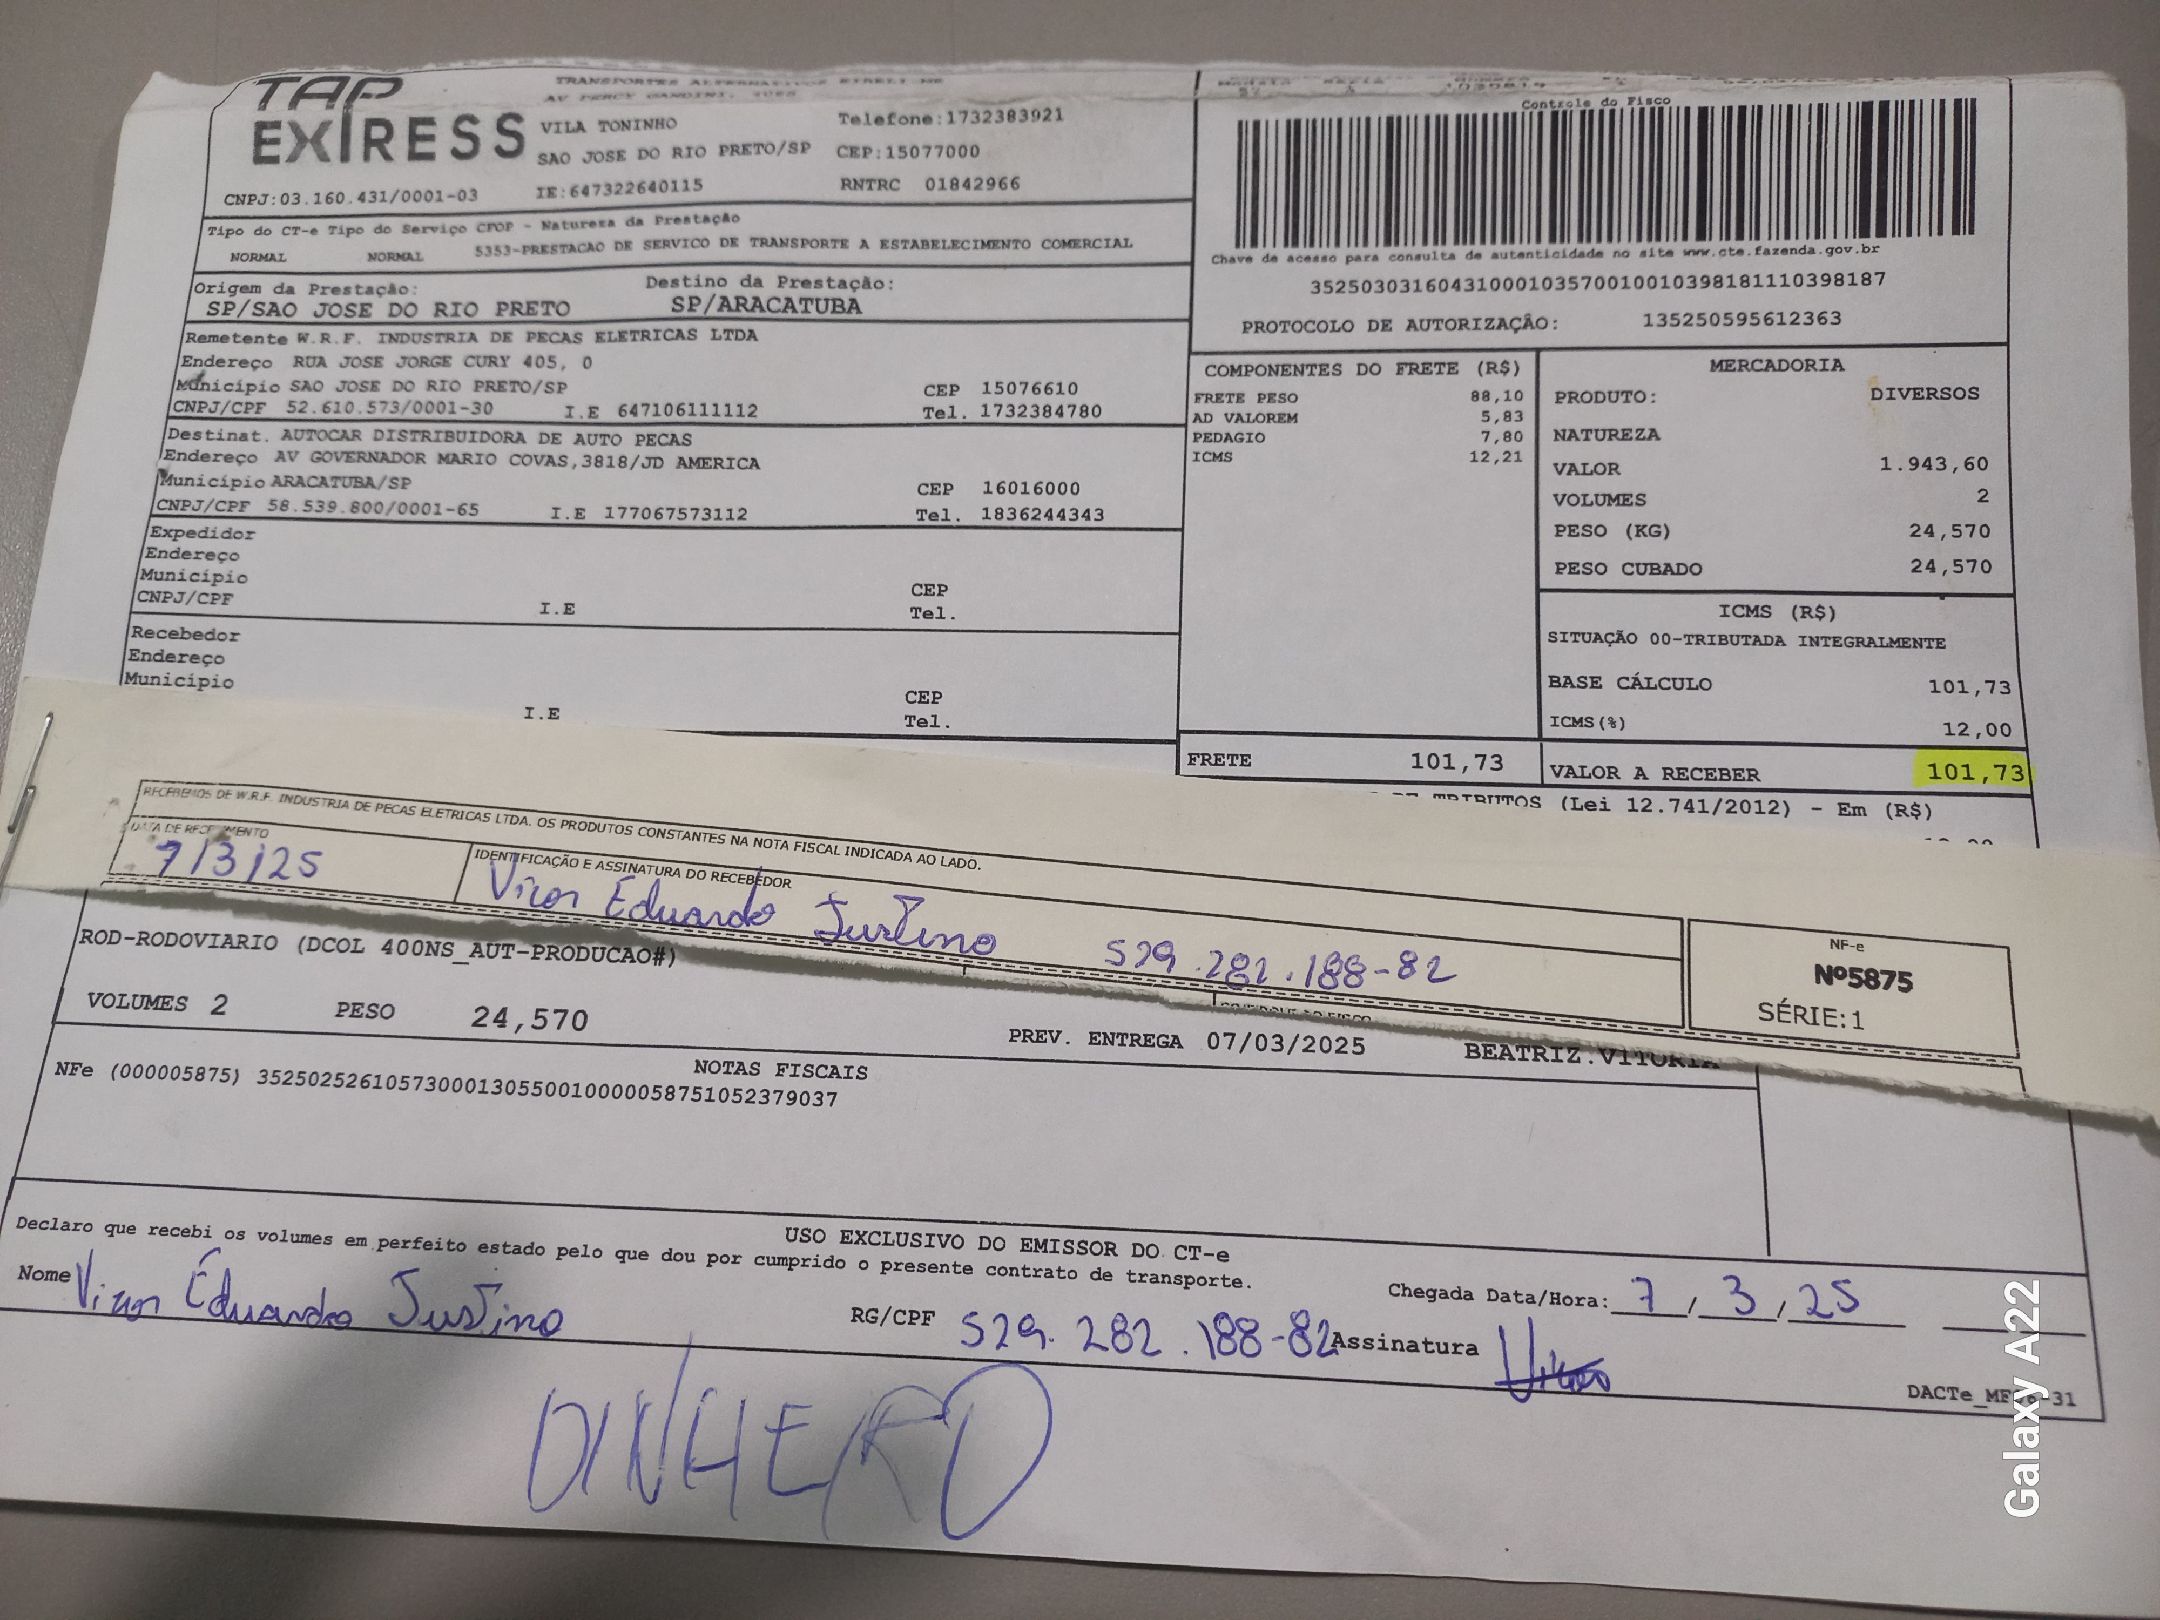 TAP
EXPRESS
TRANSPORTES ALTERNATIVOS STREET ME
VILA TONINHO
Telefone:1732383921
SAO JOSE DO RIO PRETO/SP CEP:15077000
CNPJ:03.160.431/0001-03 IE:647322640115 RNTRC 01842966
Tipo do CT-e Tipo do Serviço CFOP - Natureza da Prestação
NORMAL NORMAL 5353-PRESTACAO DE SERVICO DE TRANSPORTE A ESTABELECIMENTO COMERCIAL
Origem da Prestação: Destino da Prestação:
SP/SAO JOSE DO RIO PRETO SP/ARACATUBA
Remetente W.R.F. INDUSTRIA DE PECAS ELETRICAS LTDA
Endereço RUA JOSE JORGE CURY 405, 0
Município SAO JOSE DO RIO PRETO/SP CEP 15076610
CNPJ/CPF 52.610.573/0001-30 I.E 647106111112 Tel. 1732384780
Destinat. AUTOCAR DISTRIBUIDORA DE AUTO PECAS
Endereço AV GOVERNADOR MARIO COVAS,3818/JD AMERICA
Município ARACATUBA/SP CEP 16016000
CNPJ/CPF 58.539.800/0001-65 I.E 177067573112 Tel. 1836244343
Expedidor
Endereço
Município CEP
CNPJ/CPF I.E Tel.
Recebedor
Endereço
Município CEP
I.E Tel.
Controle do Fisco
Chave de acesso para consulta de autenticidade no site www.cte.fazenda.gov.br
35250303160431000103570010010398181110398187
PROTOCOLO DE AUTORIZAÇÃO: 135250595612363
COMPONENTES DO FRETE (R$)
FRETE PESO 88,10
AD VALOREM 5,83
PEDAGIO 7,80
ICMS 12,21
MERCADORIA
PRODUTO: DIVERSOS
NATUREZA
VALOR 1.943,60
VOLUMES 2
PESO (KG) 24,570
PESO CUBADO 24,570
ICMS (R$)
SITUAÇÃO 00-TRIBUTADA INTEGRALMENTE
BASE CÁLCULO 101,73
ICMS(%) 12,00
FRETE 101,73 VALOR A RECEBER 101,73
TRIBUTOS (Lei 12.741/2012) - Em (R$)
RECEBEMOS DE W.R.F. INDUSTRIA DE PECAS ELETRICAS LTDA. OS PRODUTOS CONSTANTES NA NOTA FISCAL INDICADA AO LADO.
DATA DE RECEBIMENTO IDENTIFICAÇÃO E ASSINATURA DO RECEBEDOR
7/3/25 Eduardo Justino 529.282.188-82
NF-e
Nº5875
SÉRIE:1
ROD-RODOVIARIO (DCOL 400NS_AUT-PRODUCAO#)
VOLUMES 2 PESO 24,570 PREV. ENTREGA 07/03/2025 BEATRIZ.VITORIA
NOTAS FISCAIS
NFe (000005875) 35250252610573000130550010000058751052379037
USO EXCLUSIVO DO EMISSOR DO CT-e
Declaro que recebi os volumes em perfeito estado pelo que dou por cumprido o presente contrato de transporte.
Nome Eduardo Justino RG/CPF 529.282.188-82 Assinatura
Chegada Data/Hora: 7 / 3 / 25
DINHEIRO
Galaxy A22